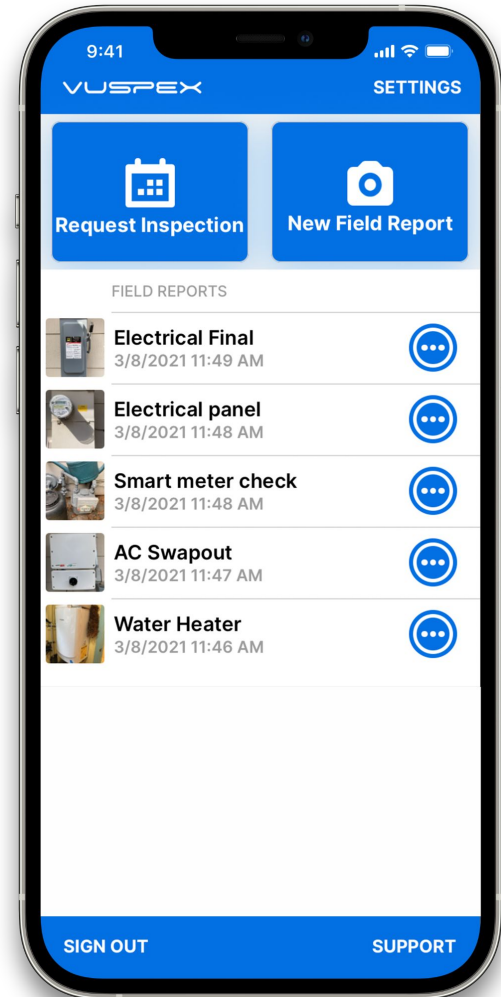 9:41
VUSPEX
SETTINGS
Request Inspection
New Field Report
FIELD REPORTS
Electrical Final
3/8/2021 11:49 AM
Electrical panel
3/8/2021 11:48 AM
Smart meter check
3/8/2021 11:48 AM
AC Swapout
3/8/2021 11:47 AM
Water Heater
3/8/2021 11:46 AM
SIGN OUT
SUPPORT